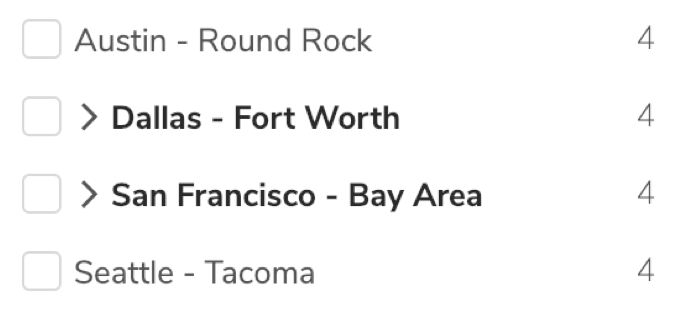 Austin - Round Rock 4
> Dallas - Fort Worth 4
> San Francisco - Bay Area 4
Seattle - Tacoma 4